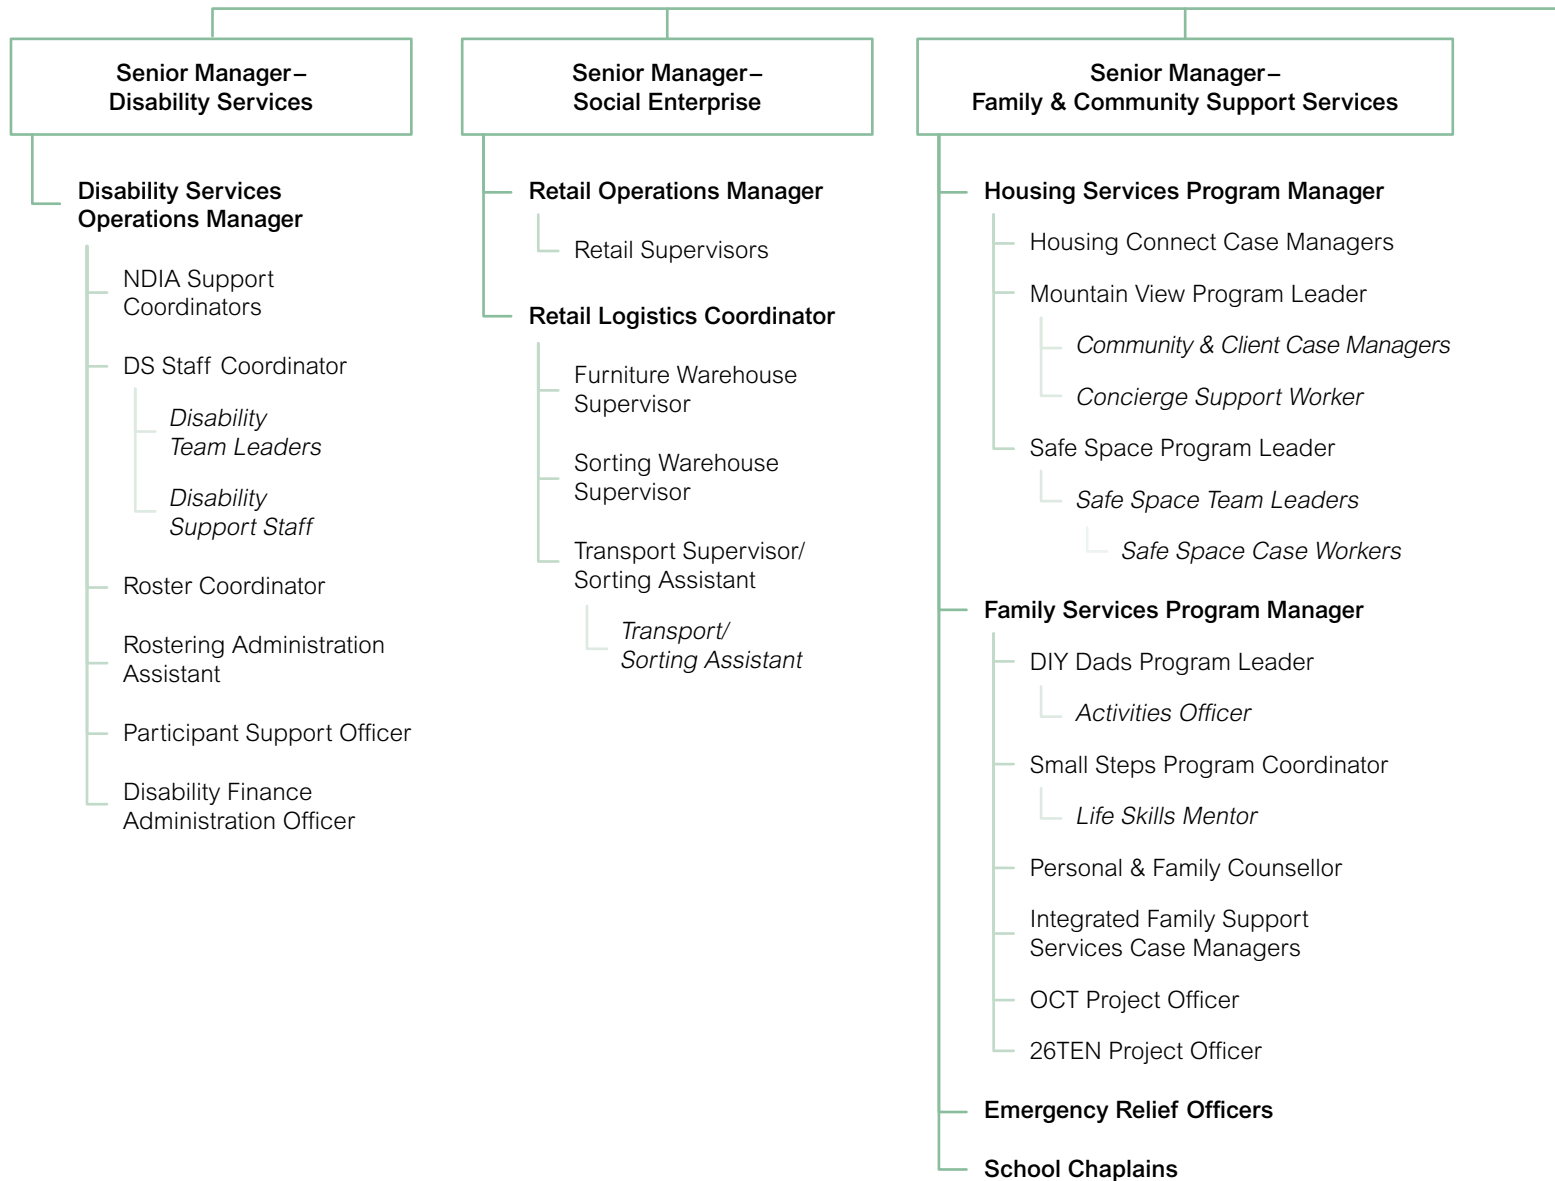 Senior Manager–
Disability Services
Disability Services
Operations Manager
NDIA Support
Coordinators
DS Staff Coordinator
Disability
Team Leaders
Disability
Support Staff
Roster Coordinator
Rostering Administration
Assistant
Participant Support Officer
Disability Finance
Administration Officer
Senior Manager–
Social Enterprise
Retail Operations Manager
Retail Supervisors
Retail Logistics Coordinator
Furniture Warehouse
Supervisor
Sorting Warehouse
Supervisor
Transport Supervisor/
Sorting Assistant
Transport/
Sorting Assistant
Senior Manager–
Family & Community Support Services
Housing Services Program Manager
Housing Connect Case Managers
Mountain View Program Leader
Community & Client Case Managers
Concierge Support Worker
Safe Space Program Leader
Safe Space Team Leaders
Safe Space Case Workers
Family Services Program Manager
DIY Dads Program Leader
Activities Officer
Small Steps Program Coordinator
Life Skills Mentor
Personal & Family Counsellor
Integrated Family Support
Services Case Managers
OCT Project Officer
26TEN Project Officer
Emergency Relief Officers
School Chaplains